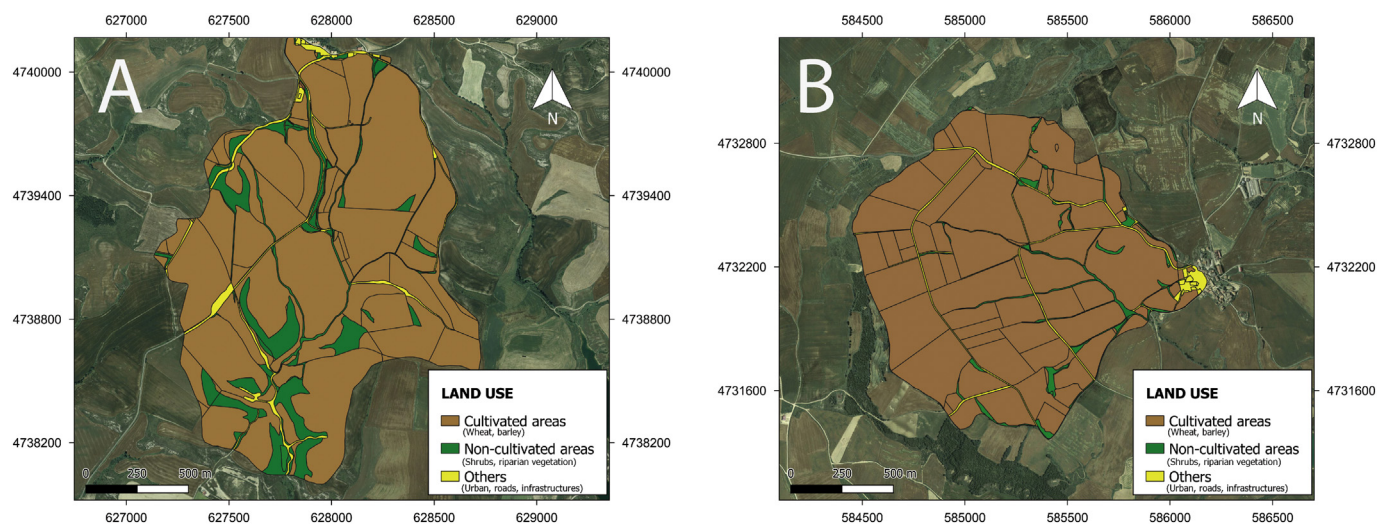 627000 627500 628000 628500 629000
584500 585000 585500 586000 586500
A
N
B
N
4740000 4740000
4739400 4739400
4738800 4738800
4738200 4738200
4732800 4732800
4732200 4732200
4731600 4731600
LAND USE
Cultivated areas
(Wheat, barley)
Non-cultivated areas
(Shrubs, riparian vegetation)
Others
(Urban, roads, infrastructures)
0 250 500 m
LAND USE
Cultivated areas
(Wheat, barley)
Non-cultivated areas
(Shrubs, riparian vegetation)
Others
(Urban, roads, infrastructures)
0 250 500 m
627000 627500 628000 628500 629000
584500 585000 585500 586000 586500